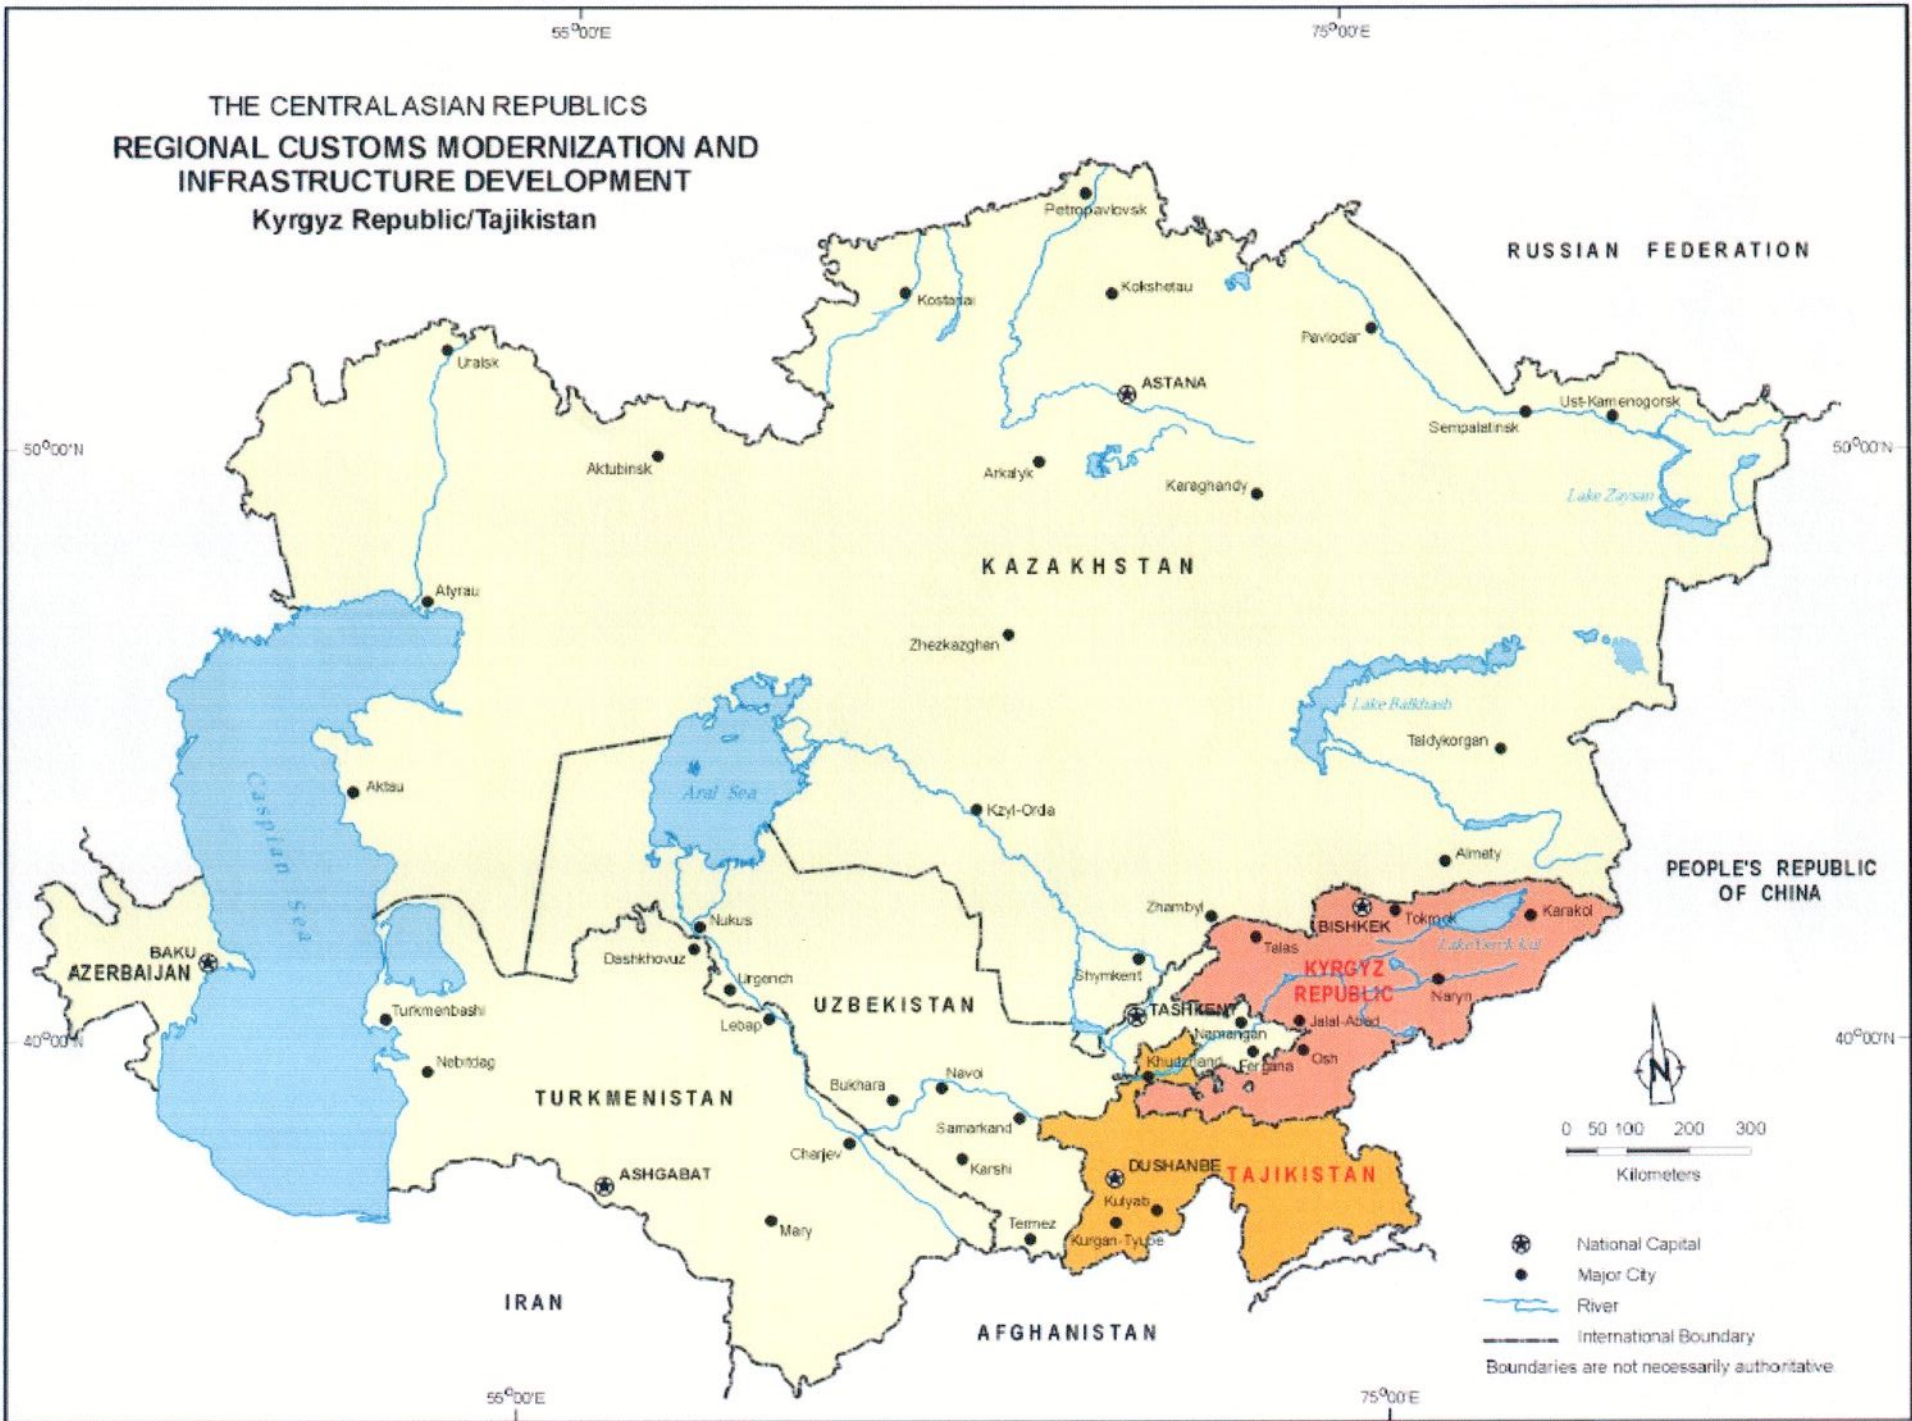 55°00'E
75°00'E
THE CENTRAL ASIAN REPUBLICS
REGIONAL CUSTOMS MODERNIZATION AND
INFRASTRUCTURE DEVELOPMENT
Kyrgyz Republic/Tajikistan
Petropavlovsk
RUSSIAN FEDERATION
Kostanai
Kokshetau
Pavlodar
Uralsk
ASTANA
Ust-Kamenogorsk
Sempalatinsk
50°00'N
50°00'N
Aktubinsk
Arkalyk
Karaghandy
Lake Zaysan
KAZAKHSTAN
Atyrau
Zhezkazghan
Lake Balkhash
Taldykorgan
Aktau
Caspian Sea
Aral Sea
Kzyl-Orda
Almaty
PEOPLE'S REPUBLIC
OF CHINA
Zhambyl
BISHKEK
Tokmok
Karakol
Nukus
Talas
Lake Issyk Kul
BAKU
AZERBAIJAN
Dashkhovuz
Urgench
Shymkent
KYRGYZ
REPUBLIC
Naryn
UZBEKISTAN
TASHKENT
Turkmenbashi
Lebap
Jalal-Abad
Namangan
40°00'N
40°00'N
Nebitdag
Khudzhand
Fergana
Osh
N
TURKMENISTAN
Bukhara
Navoi
Samarkand
0 50 100 200 300
Kilometers
Charjev
Karshi
ASHGABAT
DUSHANBE
TAJIKISTAN
Kulyab
Mary
Termez
Kurgan-Tyube
National Capital
Major City
River
International Boundary
Boundaries are not necessarily authoritative
IRAN
AFGHANISTAN
55°00'E
75°00'E